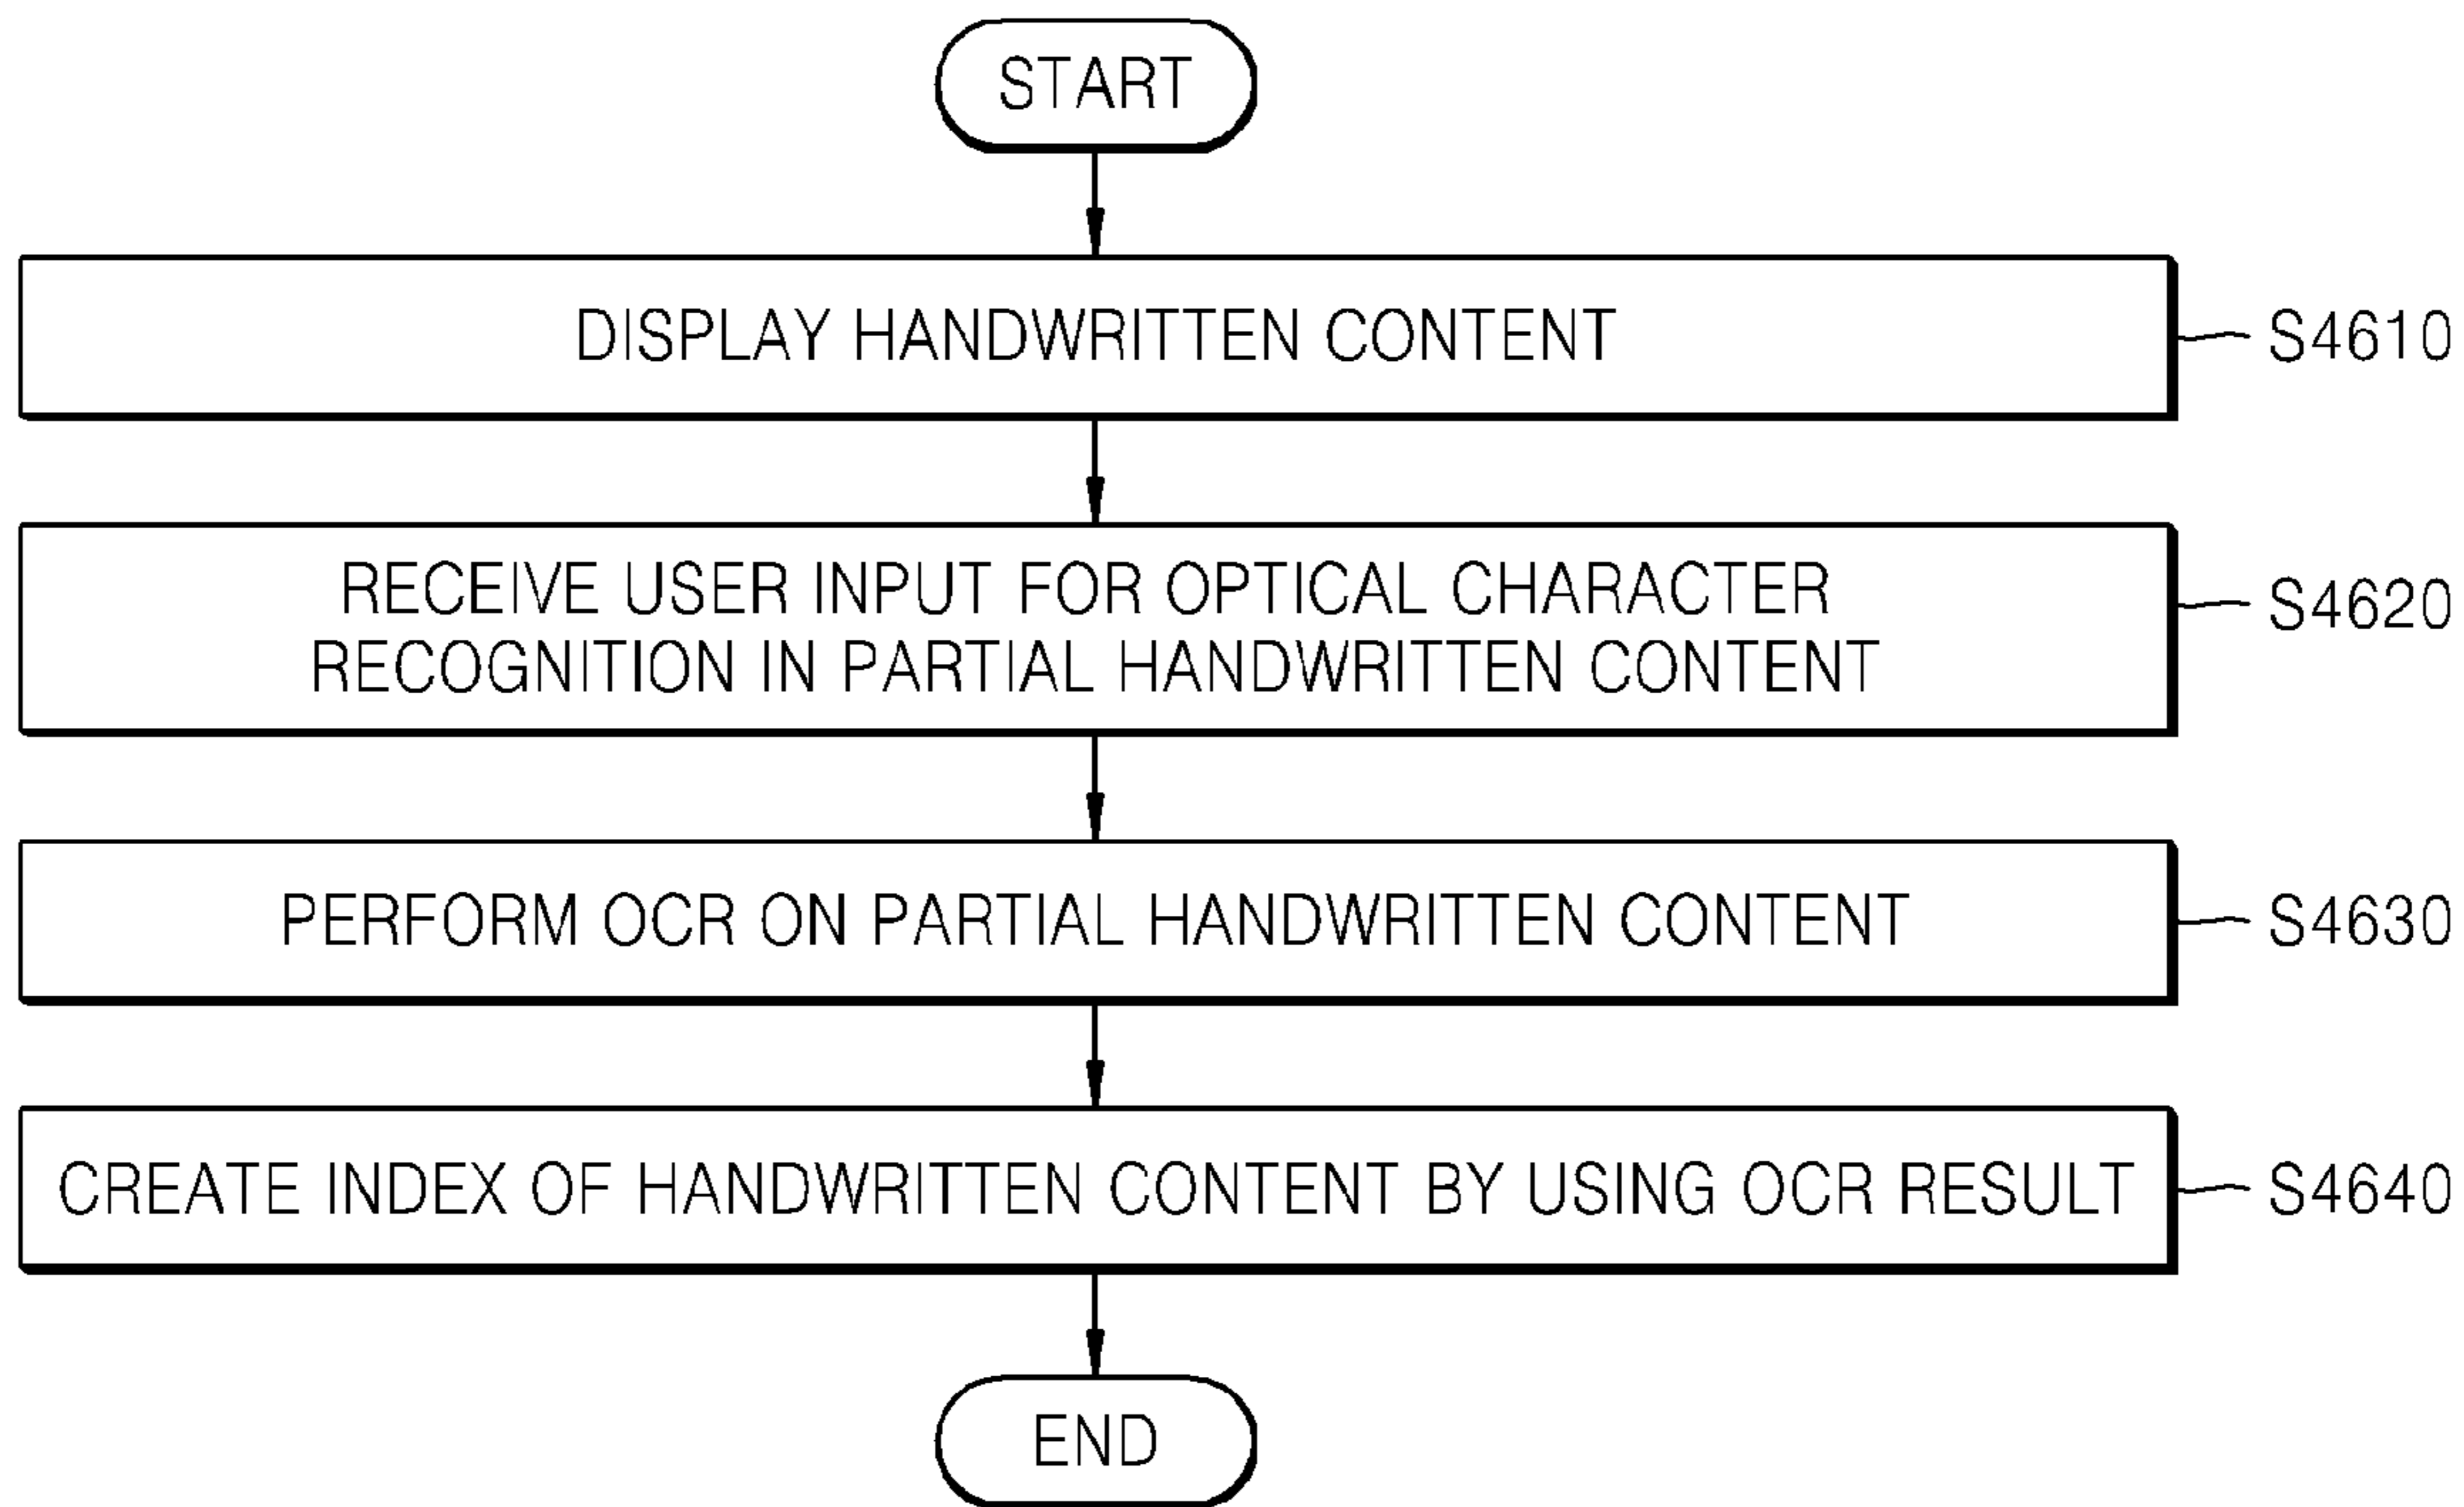 START
DISPLAY HANDWRITTEN CONTENT
S4610
RECEIVE USER INPUT FOR OPTICAL CHARACTER
RECOGNITION IN PARTIAL HANDWRITTEN CONTENT
S4620
PERFORM OCR ON PARTIAL HANDWRITTEN CONTENT
S4630
CREATE INDEX OF HANDWRITTEN CONTENT BY USING OCR RESULT
S4640
END